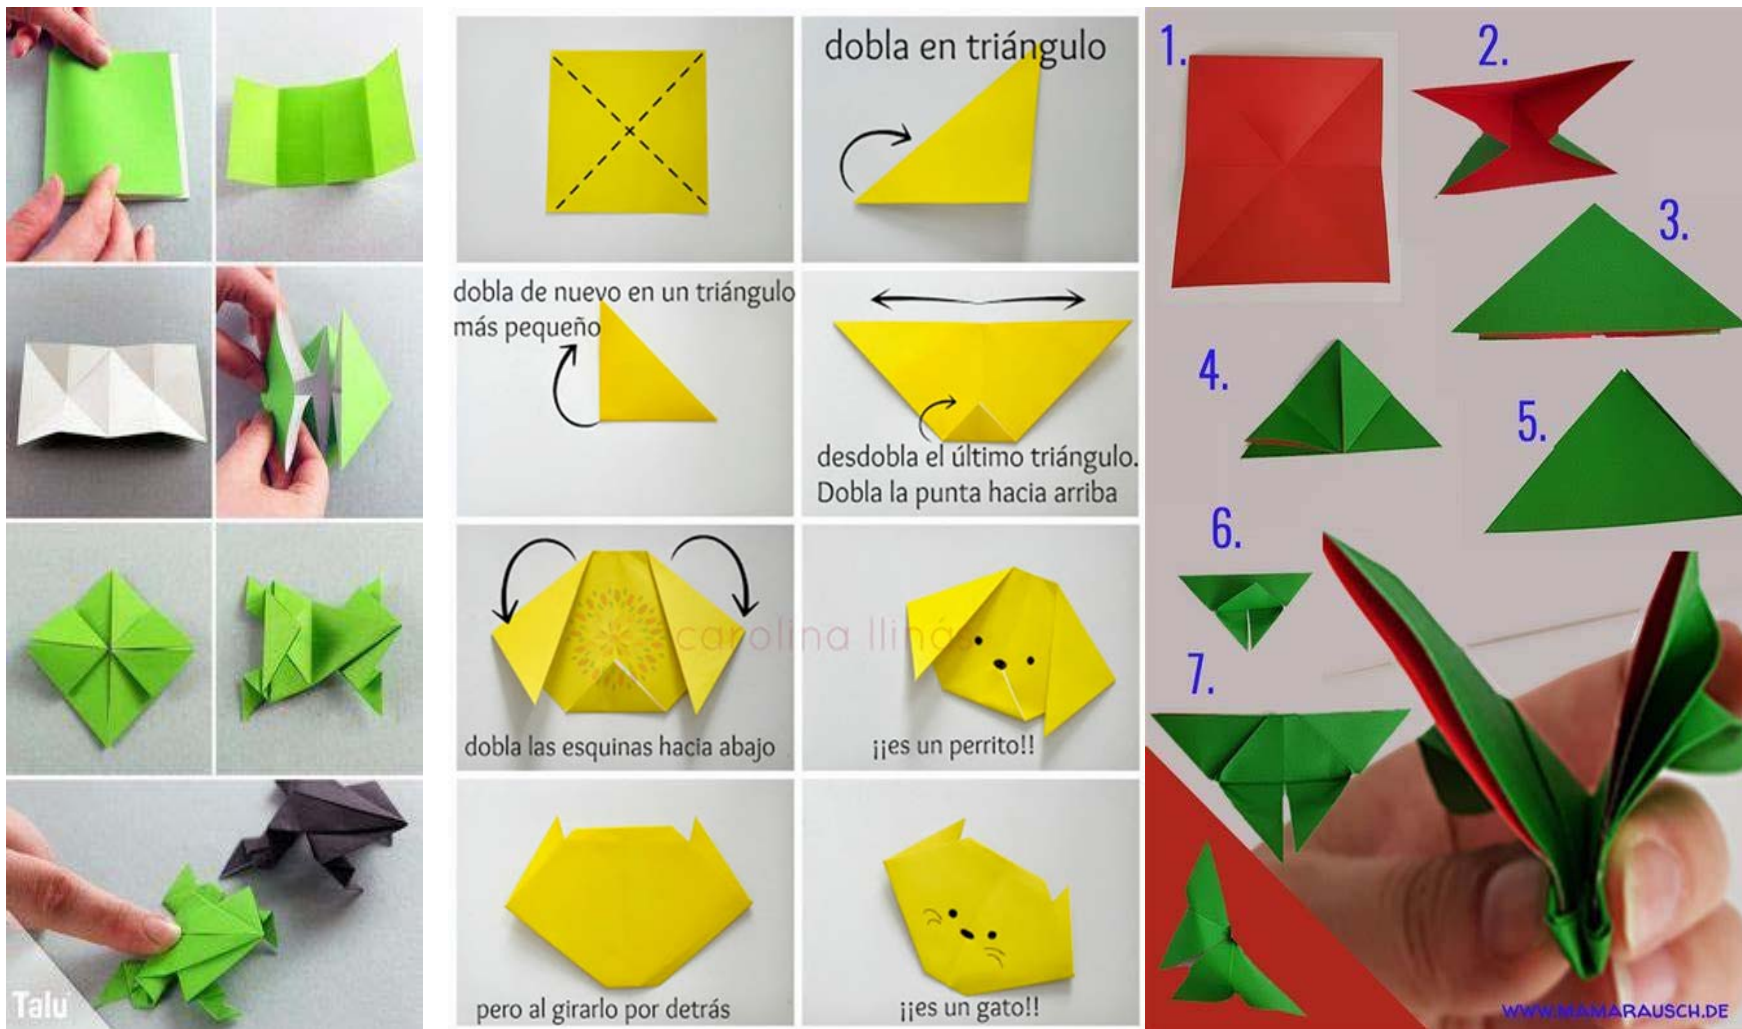 Talu
dobla en triángulo
dobla de nuevo en un triángulo
más pequeño
desdobla el último triángulo.
Dobla la punta hacia arriba
carolina llinás
dobla las esquinas hacia abajo
¡¡es un perrito!!
pero al girarlo por detrás
¡¡es un gato!!
1.
2.
3.
4.
5.
6.
7.
WWW.MAMARAUSCH.DE